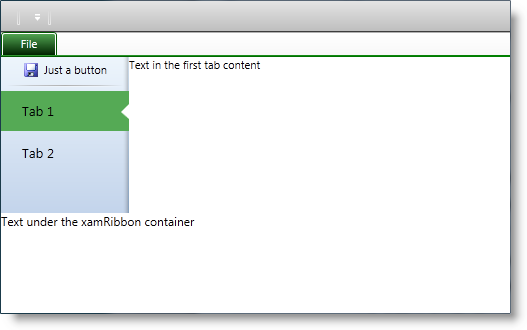 File
Just a button
Text in the first tab content
Tab 1
Tab 2
Text under the xamRibbon container